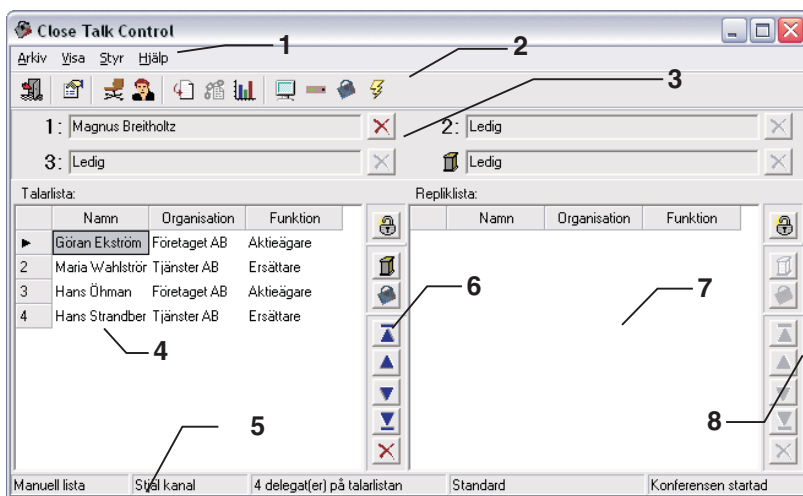 Close Talk Control
Arkiv Visa Styr Hjälp
1
2
3
1: Magnus Breitholtz
2: Ledig
3: Ledig
Ledig
Talarlista:
Repliklista:
Namn Organisation Funktion
Namn Organisation Funktion
Göran Ekström Företaget AB Aktieägare
2 Maria Wahlströr Tjänster AB Ersättare
3 Hans Öhman Företaget AB Aktieägare
4 Hans Strandber Tjänster AB Ersättare
6
7
4
8
5
Manuell lista
kanal
4 delegat(er) på talarlistan
Standard
Konferensen startad